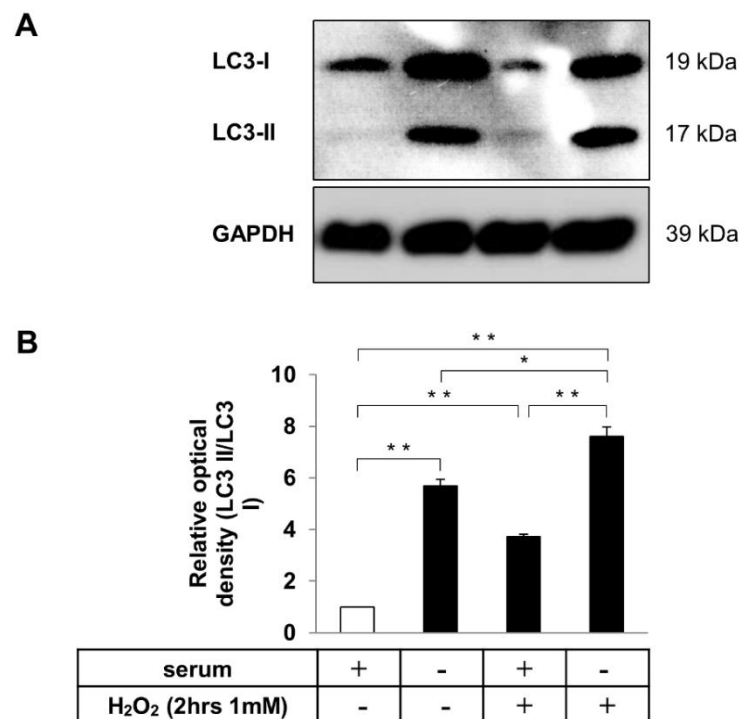 A
LC3-I 19 kDa
LC3-II 17 kDa
GAPDH 39 kDa
B
* *
*
* * * *
* *
10
8
6
4
2
0
Relative optical
density (LC3 II/LC3
I)
serum + - + -
H₂O₂ (2hrs 1mM) - - + +